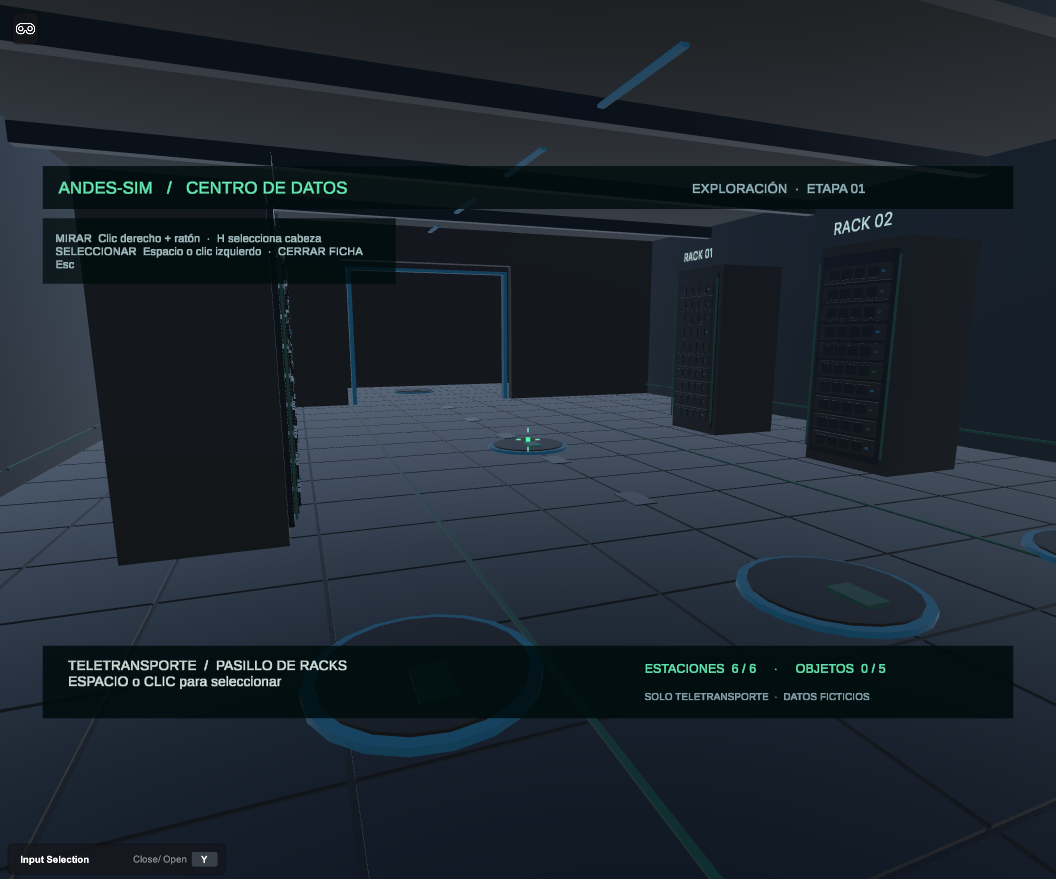 ANDES-SIM / CENTRO DE DATOS
EXPLORACIÓN · ETAPA 01
MIRAR Clic derecho + ratón · H selecciona cabeza
SELECCIONAR Espacio o clic izquierdo · CERRAR FICHA
Esc
RACK 01
RACK 02
TELETRANSPORTE / PASILLO DE RACKS
ESPACIO o CLIC para seleccionar
ESTACIONES 6 / 6 · OBJETOS 0 / 5
SOLO TELETRANSPORTE · DATOS FICTICIOS
Input Selection Close/ Open Y